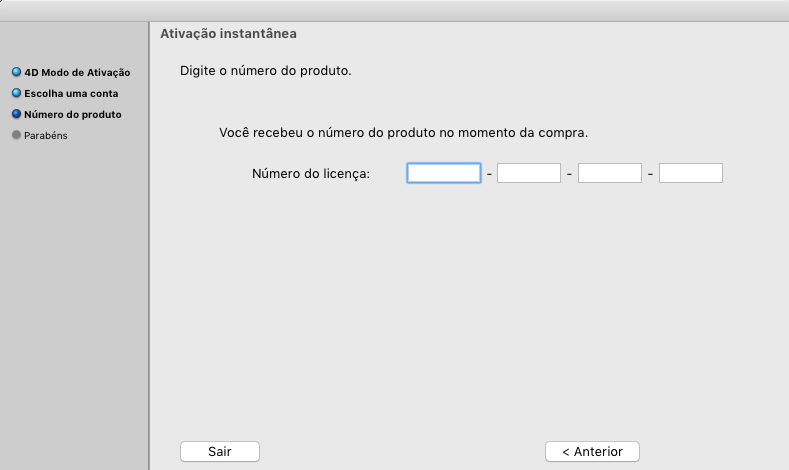 Ativação instantânea
4D Modo de Ativação
Escolha uma conta
Número do produto
Parabéns
Digite o número do produto.
Você recebeu o número do produto no momento da compra.
Número do licença: - - -
Sair
< Anterior